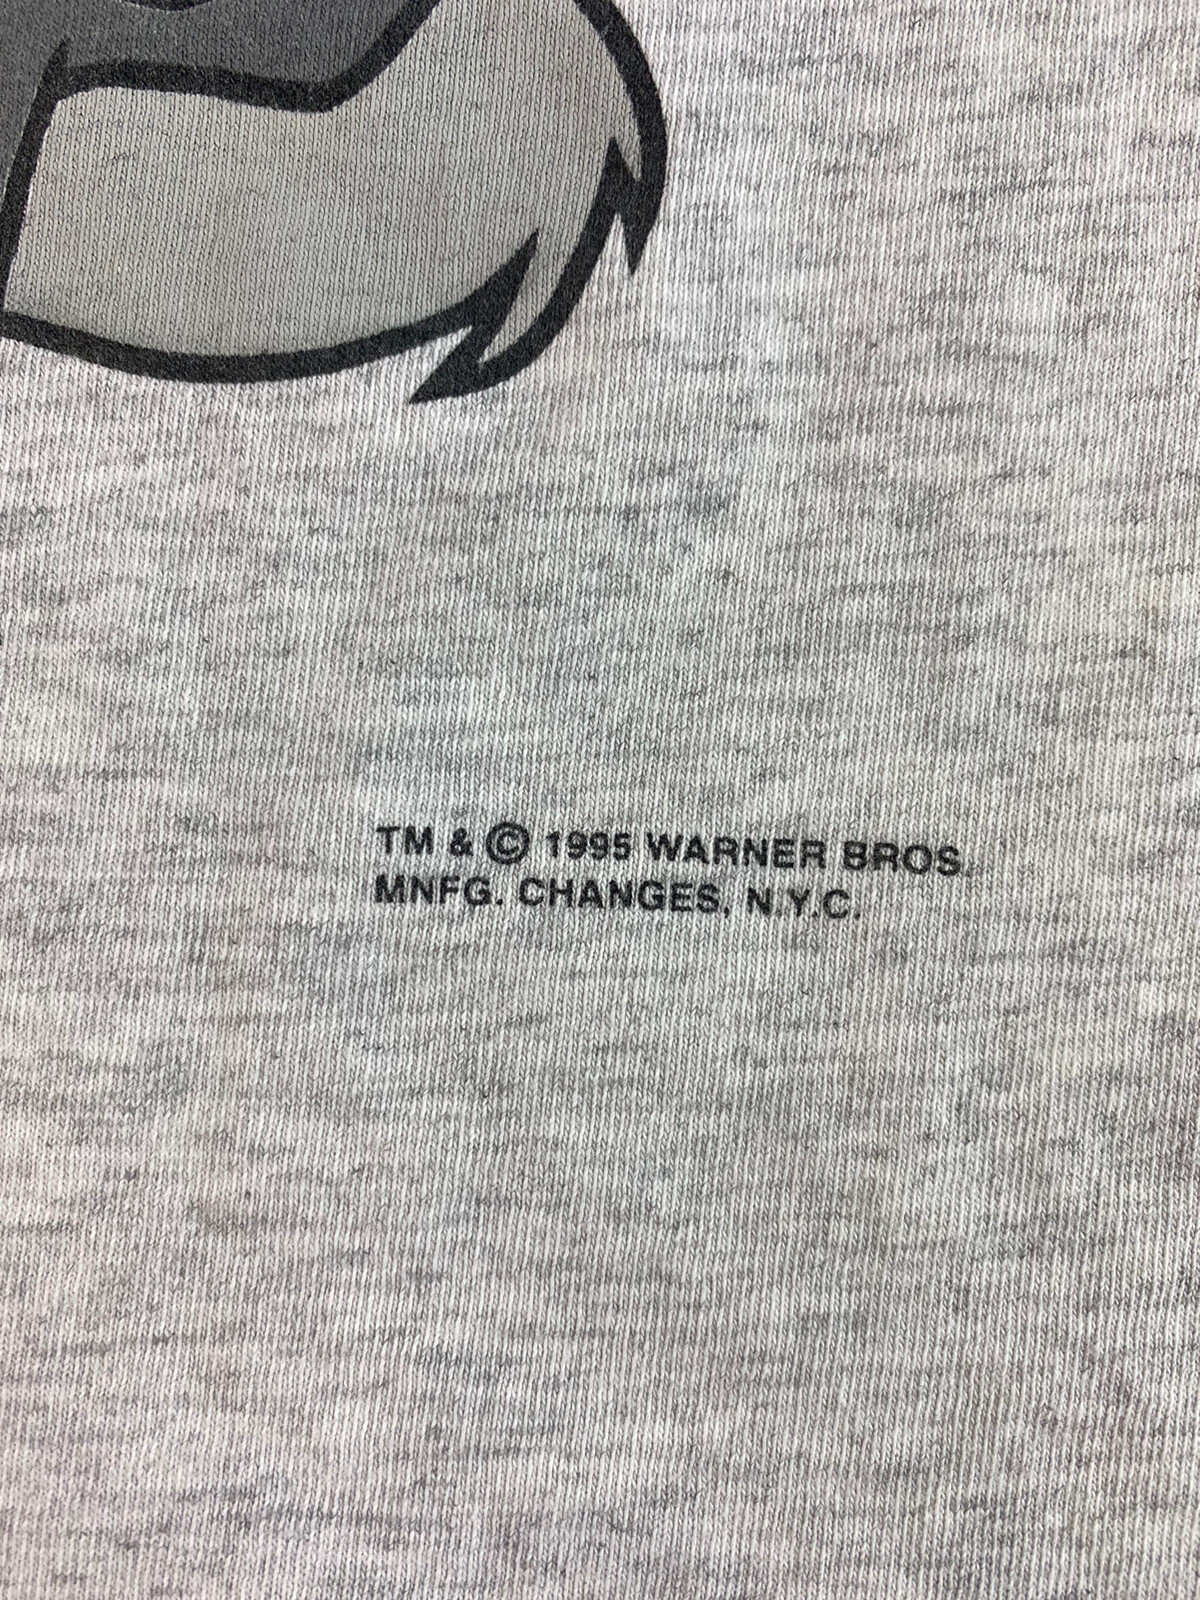 TM & © 1995 WARNER BROS.
MNFG. CHANGES, N.Y.C.